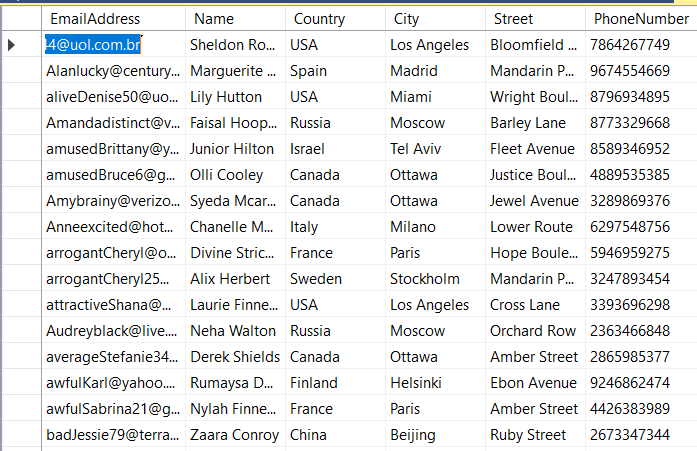 EmailAddress Name Country City Street PhoneNumber
44@uol.com.br Sheldon Ro... USA Los Angeles Bloomfield ... 7864267749
Alanlucky@century... Marguerite ... Spain Madrid Mandarin P... 9674554669
aliveDenise50@uo... Lily Hutton USA Miami Wright Boul... 8796934895
Amandadistinct@v... Faisal Hoop... Russia Moscow Barley Lane 8773329668
amusedBrittany@y... Junior Hilton Israel Tel Aviv Fleet Avenue 8589346952
amusedBruce6@g... Olli Cooley Canada Ottawa Justice Boul... 4889535385
Amybrainy@verizo... Syeda Mcar... Canada Ottawa Jewel Avenue 3289869376
Anneexcited@hot... Chanelle M... Italy Milano Lower Route 6297548756
arrogantCheryl@o... Divine Stric... France Paris Hope Boule... 5946959275
arrogantCheryl25... Alix Herbert Sweden Stockholm Mandarin P... 3247893454
attractiveShana@... Laurie Finne... USA Los Angeles Cross Lane 3393696298
Audreyblack@live.... Neha Walton Russia Moscow Orchard Row 2363466848
averageStefanie34... Derek Shields Canada Ottawa Amber Street 2865985377
awfulKarl@yahoo.... Rumaysa D... Finland Helsinki Ebon Avenue 9246862474
awfulSabrina21@g... Nylah Finne... France Paris Amber Street 4426383989
badJessie79@terra... Zaara Conroy China Beijing Ruby Street 2673347344